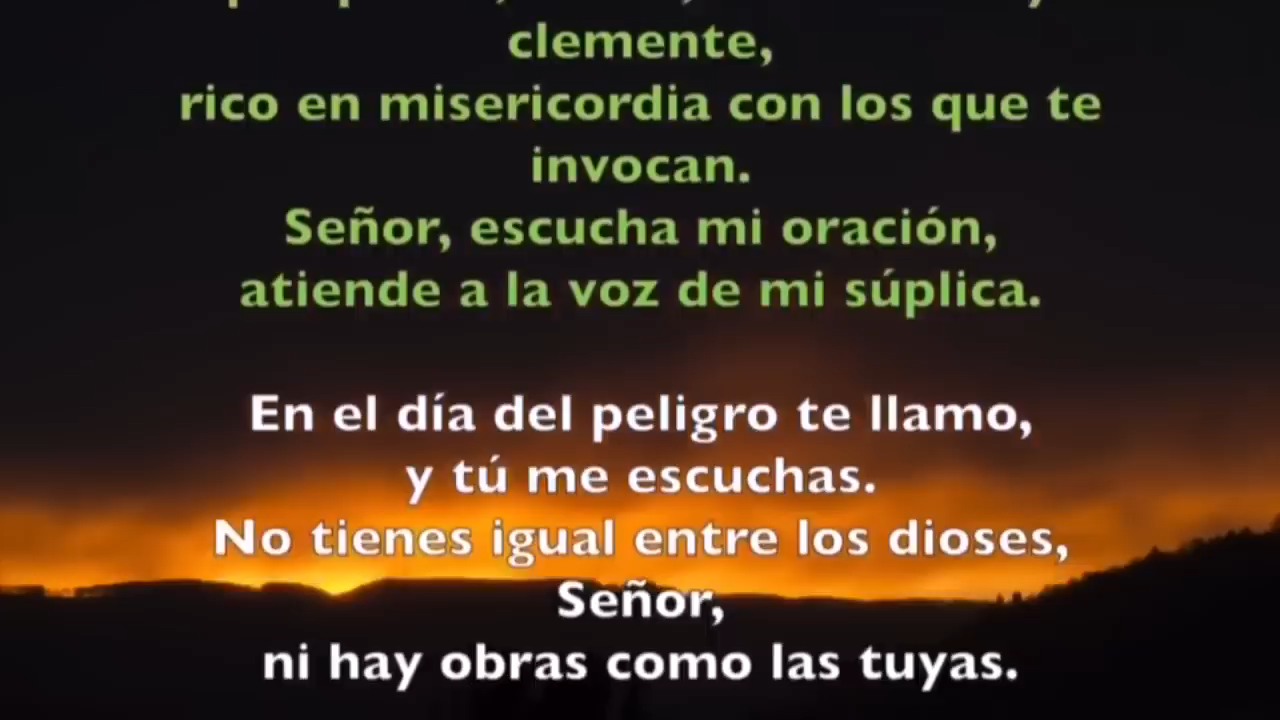 clemente,
rico en misericordia con los que te
invocan.
Señor, escucha mi oración,
atiende a la voz de mi súplica.
En el día del peligro te llamo,
y tú me escuchas.
No tienes igual entre los dioses,
Señor,
ni hay obras como las tuyas.